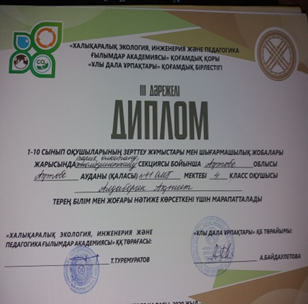 «ХАЛЫҚАРАЛЫҚ ЭКОЛОГИЯ, ИНЖЕНЕРИЯ ЖӘНЕ ПЕДАГОГИКА
ҒЫЛЫМДАР АКАДЕМИЯСЫ» ҚОҒАМДЫҚ ҚОРЫ
«ҰЛЫ ДАЛА ҰРПАҚТАРЫ» ҚОҒАМДЫҚ БІРЛЕСТІГІ
III ДӘРЕЖЕЛІ
ДИПЛОМ
1-10 СЫНЫП ОҚУШЫЛАРЫНЫҢ ЗЕРТТЕУ ЖҰМЫСТАРЫ МЕН ШЫҒАРМАШЫЛЫҚ ЖОБАЛАРЫ
ЖАРЫСЫНДА СЕКЦИЯСЫ БОЙЫНША Ақтөбе ОБЛЫСЫ
Ақтөбе АУДАНЫ (ҚАЛАСЫ) МЕКТЕБІ 4 КЛАСС ОҚУШЫСЫ
ТЕРЕҢ БІЛІМ МЕН ЖОҒАРЫ НӘТИЖЕ КӨРСЕТКЕНІ ҮШІН МАРАПАТТАЛАДЫ
«ХАЛЫҚАРАЛЫҚ ЭКОЛОГИЯ, ИНЖЕНЕРИЯ ЖӘНЕ
ПЕДАГОГИКА ҒЫЛЫМДАР АКАДЕМИЯСЫ» ҚҚ ТӨРАҒАСЫ:
Т.ТУРЕМУРАТОВ
«ҰЛЫ ДАЛА ҰРПАҚТАРЫ» ҚБ ТӨРАЙЫМЫ:
А.БАЙДАУЛЕТОВА